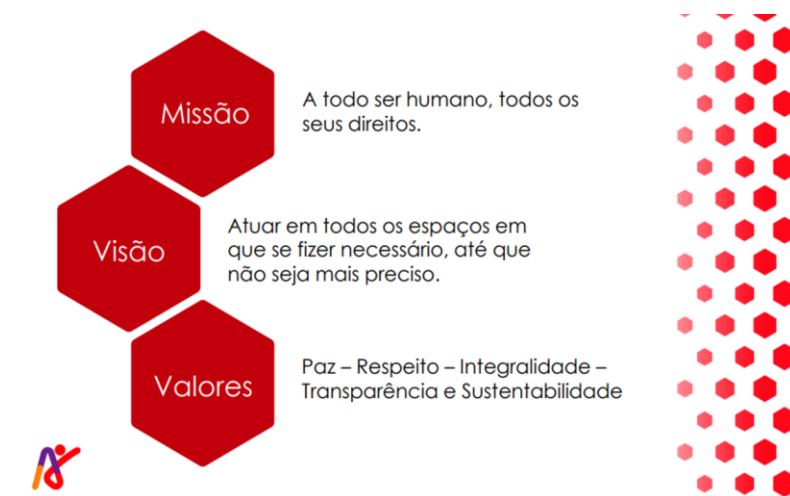 Missão
A todo ser humano, todos os
seus direitos.
Visão
Atuar em todos os espaços em
que se fizer necessário, até que
não seja mais preciso.
Valores
Paz – Respeito – Integralidade –
Transparência e Sustentabilidade